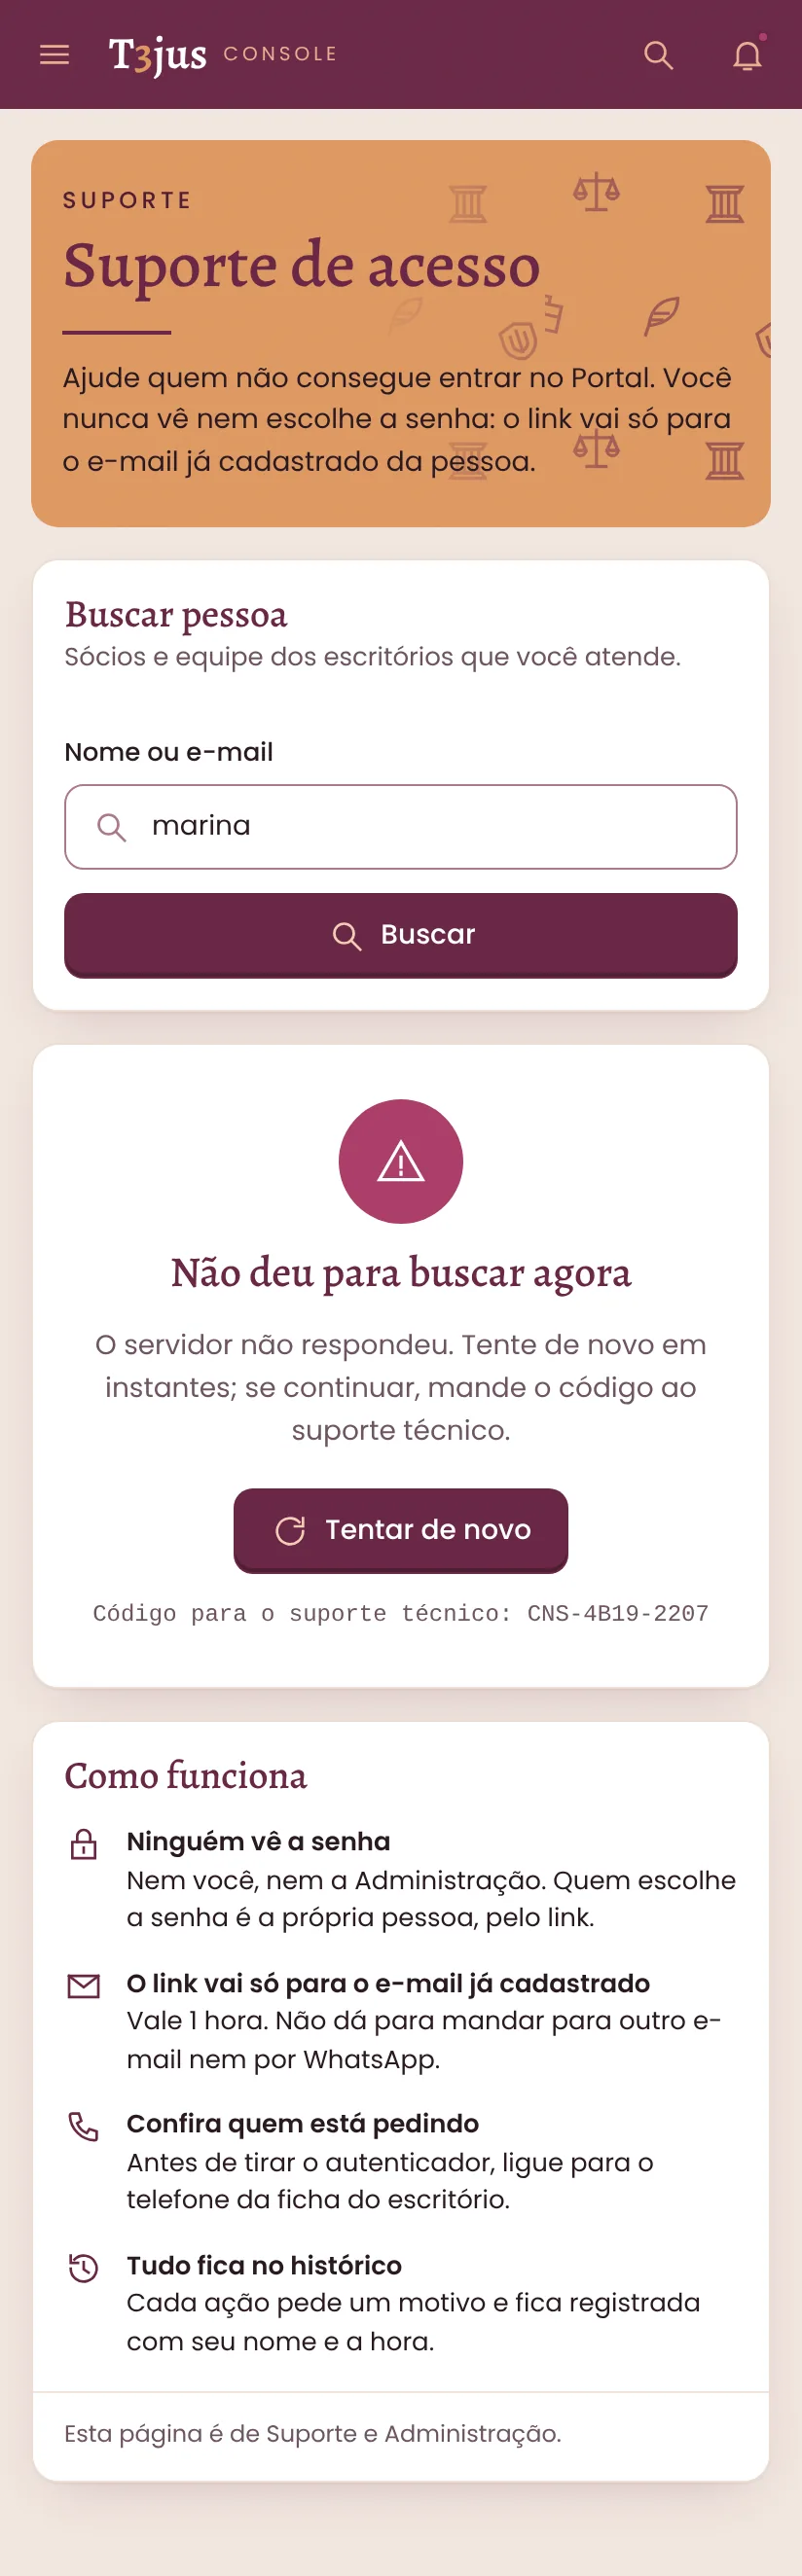 T3jus CONSOLE
SUPORTE
Suporte de acesso
Ajude quem não consegue entrar no Portal. Você
nunca vê nem escolhe a senha: o link vai só para
o e-mail já cadastrado da pessoa.
Buscar pessoa
Sócios e equipe dos escritórios que você atende.
Nome ou e-mail
marina
Buscar
Não deu para buscar agora
O servidor não respondeu. Tente de novo em
instantes; se continuar, mande o código ao
suporte técnico.
Tentar de novo
Código para o suporte técnico: CNS-4B19-2207
Como funciona
Ninguém vê a senha
Nem você, nem a Administração. Quem escolhe
a senha é a própria pessoa, pelo link.
O link vai só para o e-mail já cadastrado
Vale 1 hora. Não dá para mandar para outro e-
mail nem por WhatsApp.
Confira quem está pedindo
Antes de tirar o autenticador, ligue para o
telefone da ficha do escritório.
Tudo fica no histórico
Cada ação pede um motivo e fica registrada
com seu nome e a hora.
Esta página é de Suporte e Administração.